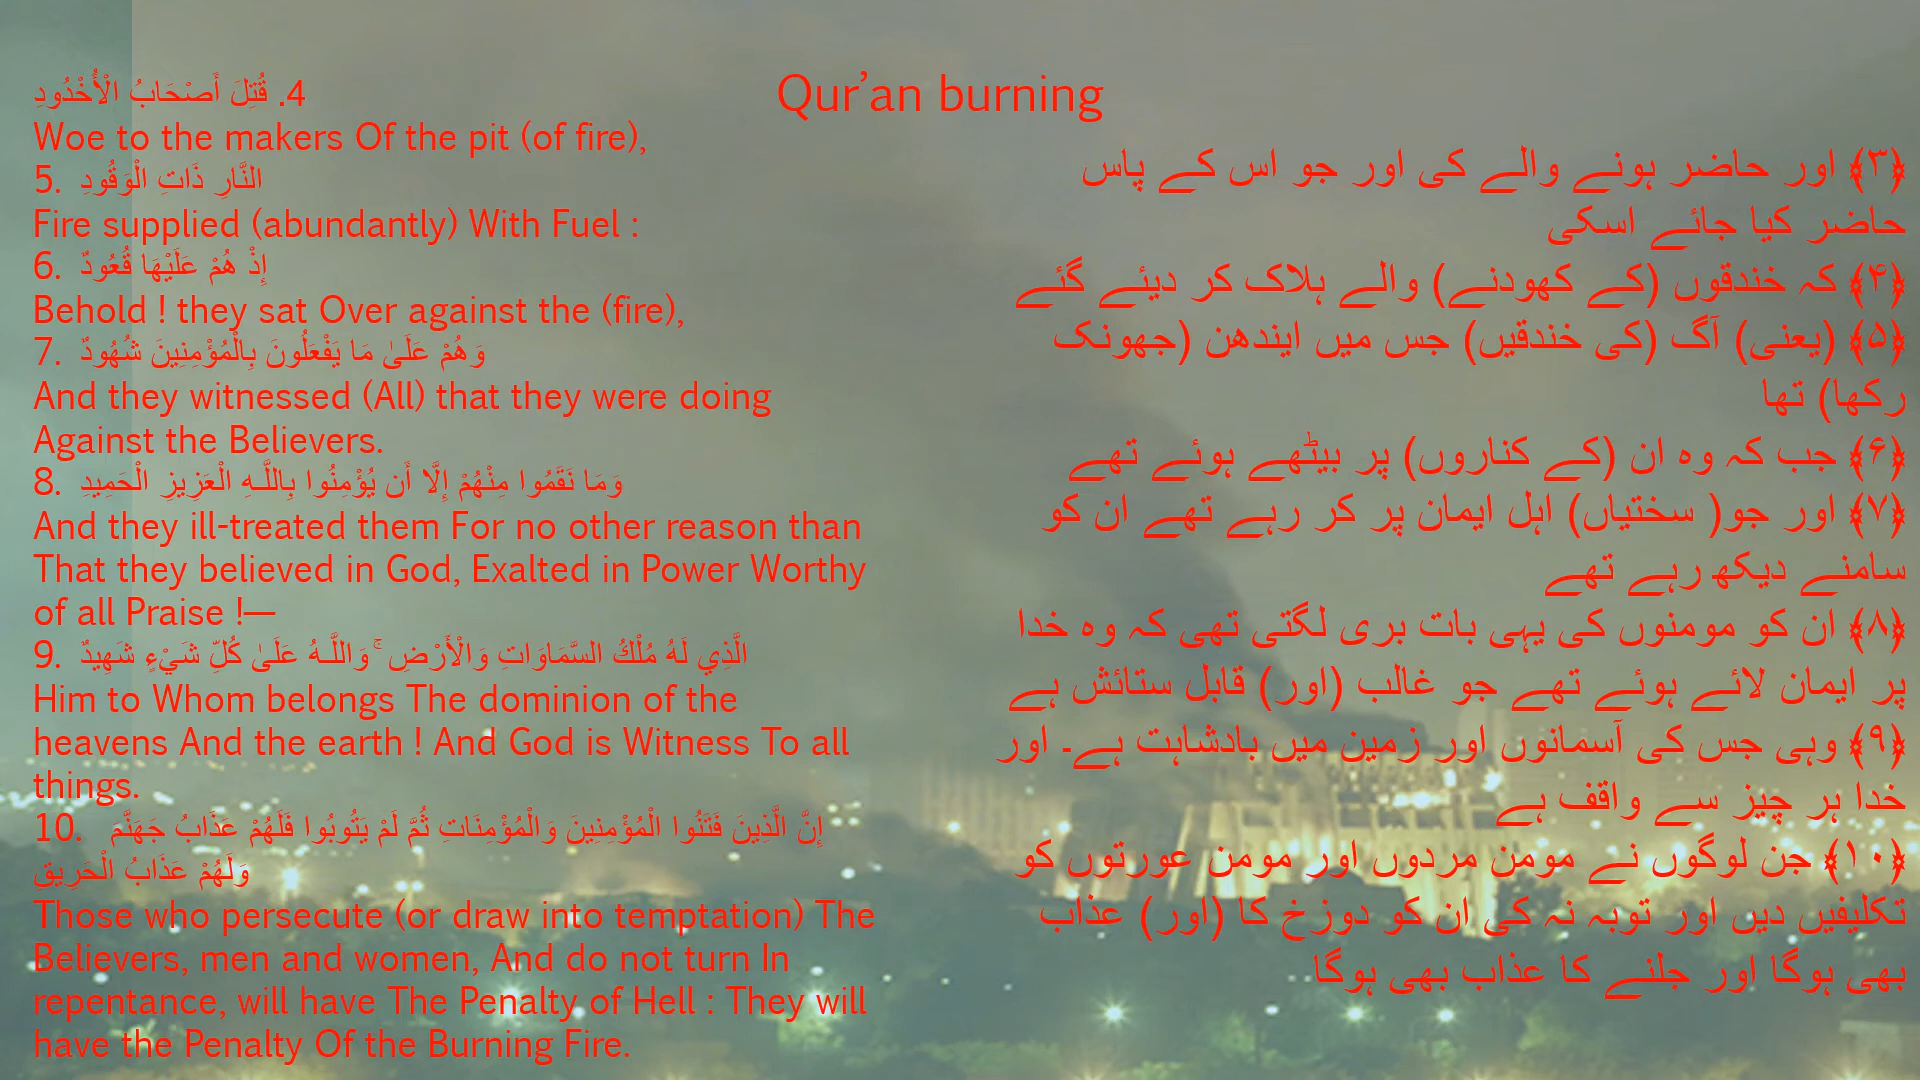 Qur’an burning
4. قُتِلَ أَصْحَابُ الْأُخْدُودِ
Woe to the makers Of the pit (of fire),
5. النَّارِ ذَاتِ الْوَقُودِ
Fire supplied (abundantly) With Fuel :
6. إِذْ هُمْ عَلَيْهَا قُعُودٌ
Behold ! they sat Over against the (fire),
7. وَهُمْ عَلَىٰ مَا يَفْعَلُونَ بِالْمُؤْمِنِينَ شُهُودٌ
And they witnessed (All) that they were doing
Against the Believers.
8. وَمَا نَقَمُوا مِنْهُمْ إِلَّا أَن يُؤْمِنُوا بِاللَّـهِ الْعَزِيزِ الْحَمِيدِ
And they ill-treated them For no other reason than
That they believed in God, Exalted in Power Worthy
of all Praise !—
9. الَّذِي لَهُ مُلْكُ السَّمَاوَاتِ وَالْأَرْضِ ۚ وَاللَّـهُ عَلَىٰ كُلِّ شَيْءٍ شَهِيدٌ
Him to Whom belongs The dominion of the
heavens And the earth ! And God is Witness To all
things.
10. إِنَّ الَّذِينَ فَتَنُوا الْمُؤْمِنِينَ وَالْمُؤْمِنَاتِ ثُمَّ لَمْ يَتُوبُوا فَلَهُمْ عَذَابُ جَهَنَّمَ
وَلَهُمْ عَذَابُ الْحَرِيقِ
Those who persecute (or draw into temptation) The
Believers, men and women, And do not turn In
repentance, will have The Penalty of Hell : They will
have the Penalty Of the Burning Fire.
﴿۳﴾ اور حاضر ہونے والے کی اور جو اس کے پاس
حاضر کیا جائے اسکی
﴿۴﴾ کہ خندقوں (کے کھودنے) والے ہلاک کر دیئے گئے
﴿۵﴾ (یعنی) آگ (کی خندقیں) جس میں ایندھن (جھونک
رکھا) تھا
﴿۶﴾ جب کہ وہ ان (کے کناروں) پر بیٹھے ہوئے تھے
﴿۷﴾ اور جو( سختیاں) اہل ایمان پر کر رہے تھے ان کو
سامنے دیکھ رہے تھے
﴿۸﴾ ان کو مومنوں کی یہی بات بری لگتی تھی کہ وہ خدا
پر ایمان لائے ہوئے تھے جو غالب (اور) قابل ستائش ہے
﴿۹﴾ وہی جس کی آسمانوں اور زمین میں بادشاہت ہے۔ اور
خدا ہر چیز سے واقف ہے
﴿۱۰﴾ جن لوگوں نے مومن مردوں اور مومن عورتوں کو
تکلیفیں دیں اور توبہ نہ کی ان کو دوزخ کا (اور) عذاب
بھی ہوگا اور جلنے کا عذاب بھی ہوگا